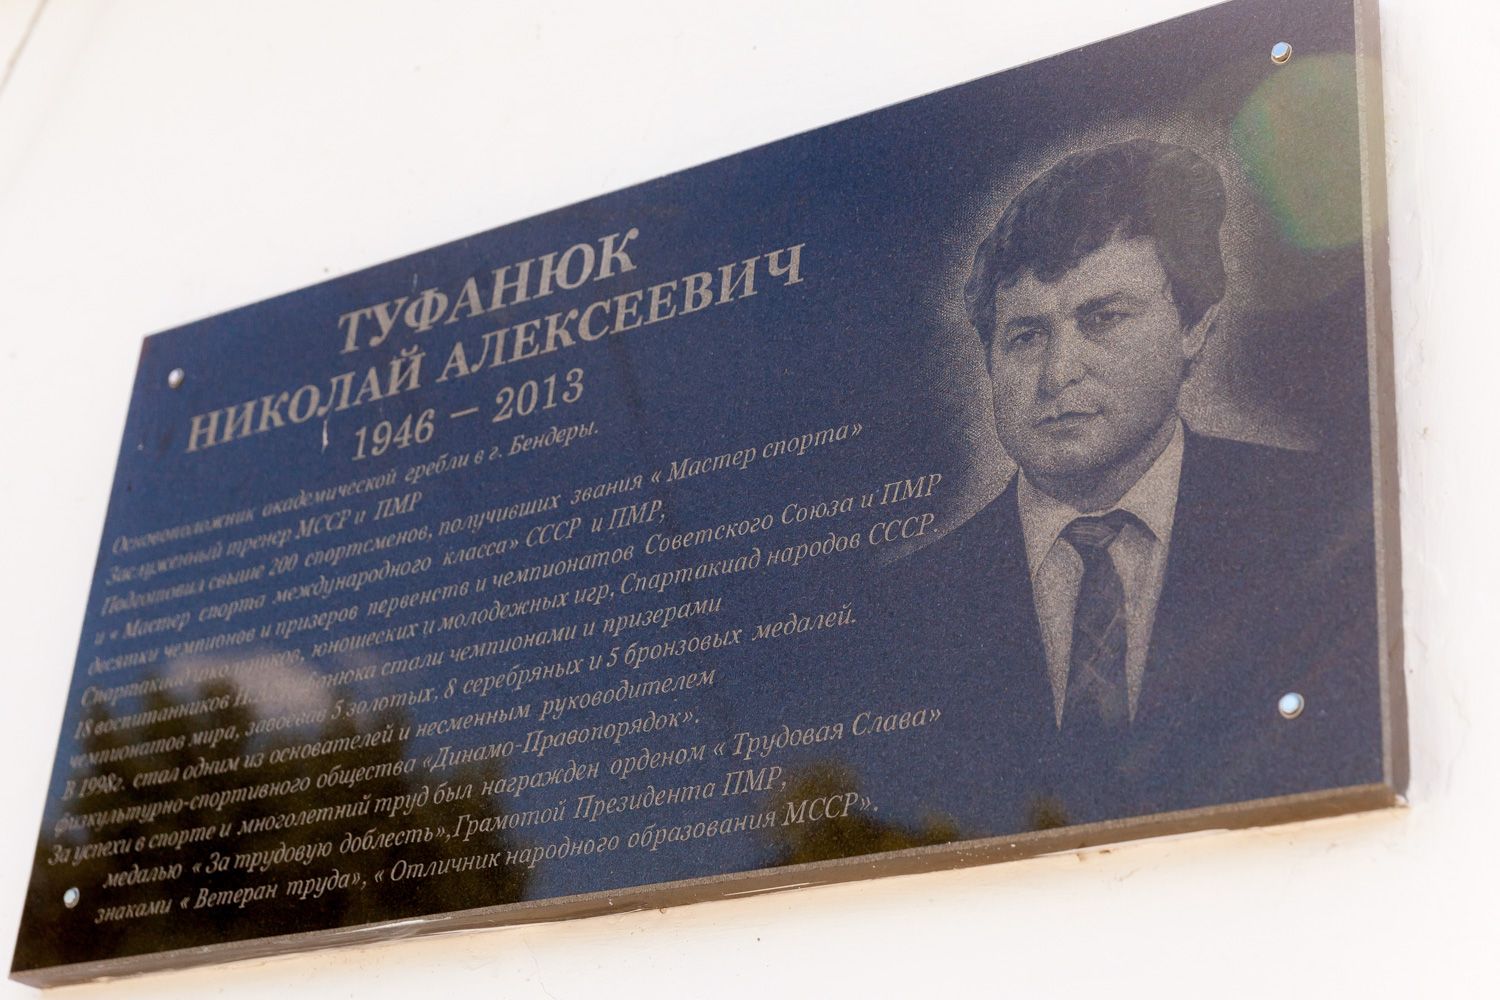 ТУФАНЮК
НИКОЛАЙ АЛЕКСЕЕВИЧ
1946 – 2013
Основоположник академической гребли в г. Бендеры.
Заслуженный тренер МССР и ПМР
Подготовил свыше 200 спортсменов, получивших звания « Мастер спорта»
и « Мастер спорта международного класса» СССР и ПМР,
десятки чемпионов и призеров первенств и чемпионатов Советского Союза и ПМР
Спартакиад школьников, юношеских и молодежных игр, Спартакиад народов СССР.
18 воспитанников Н.А. Туфанюка стали чемпионами и призерами
чемпионатов мира, завоевав 5 золотых, 8 серебряных и 5 бронзовых медалей.
В 1998г. стал одним из основателей и несменным руководителем
физкультурно-спортивного общества «Динамо-Правопорядок».
За успехи в спорте и многолетний труд был награжден орденом « Трудовая Слава»
медалью « За трудовую доблесть»,Грамотой Президента ПМР,
знаками « Ветеран труда», « Отличник народного образования МССР».